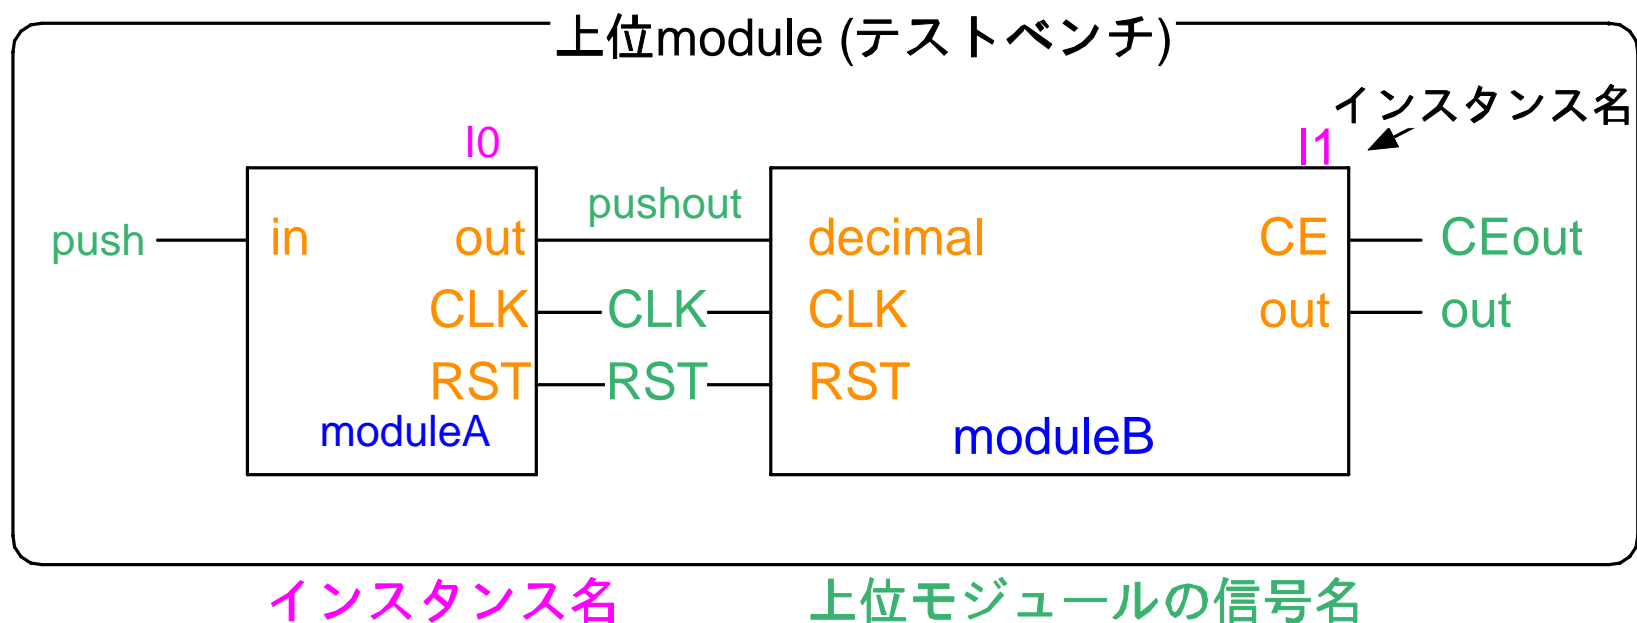 上位module (テストベンチ)
インスタンス名
I0
I1
pushout
push in out decimal CE CEout
CLK CLK CLK out out
RST RST RST
moduleA moduleB
インスタンス名 上位モジュールの信号名